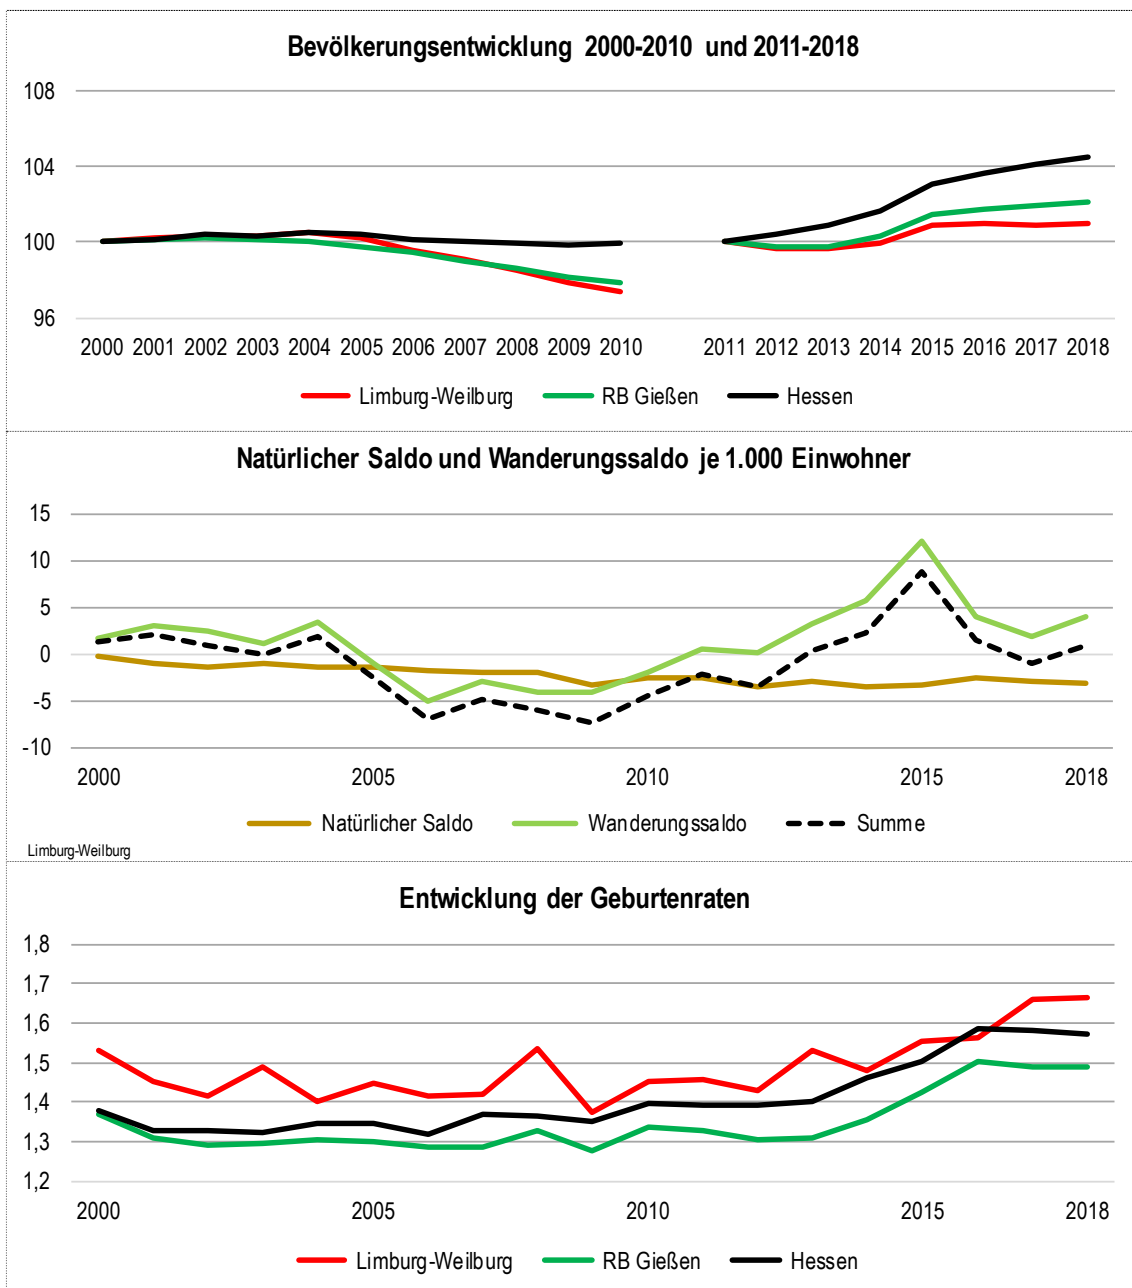 Bevölkerungsentwicklung 2000-2010 und 2011-2018
108
104
100
96
2000 2001 2002 2003 2004 2005 2006 2007 2008 2009 2010 2011 2012 2013 2014 2015 2016 2017 2018
Limburg-Weilburg RB Gießen Hessen
Natürlicher Saldo und Wanderungssaldo je 1.000 Einwohner
15
10
5
0
-5
-10
2000 2005 2010 2015 2018
Natürlicher Saldo Wanderungssaldo Summe
Limburg-Weilburg
Entwicklung der Geburtenraten
1,8
1,7
1,6
1,5
1,4
1,3
1,2
2000 2005 2010 2015 2018
Limburg-Weilburg RB Gießen Hessen